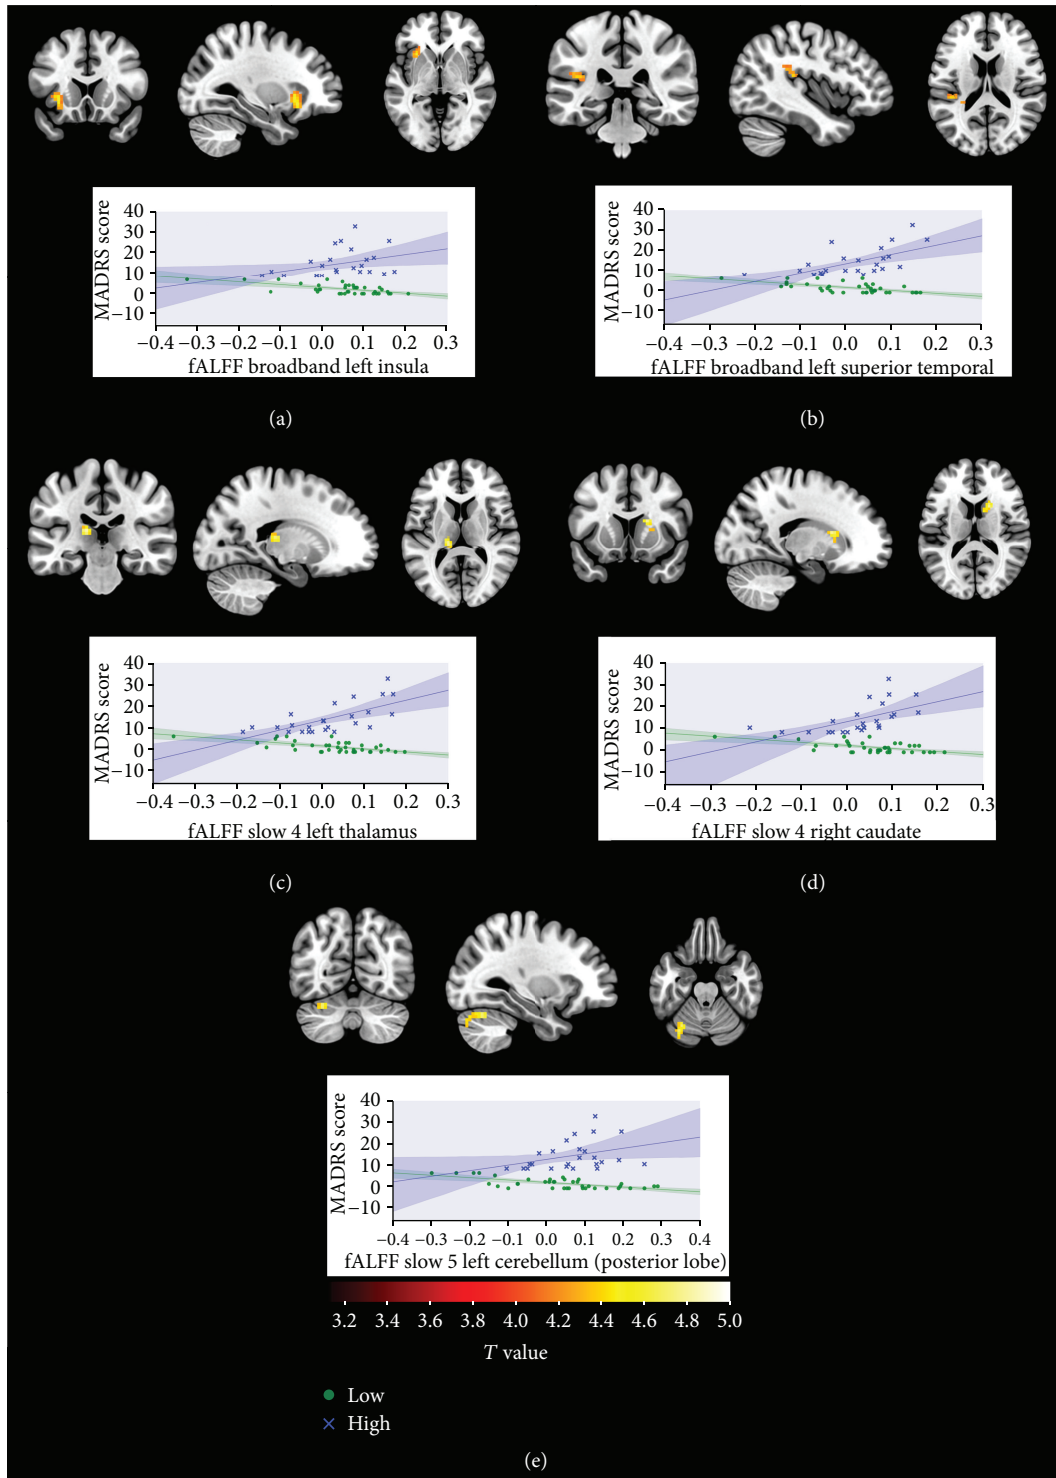 MADRS score
40
30
20
10
0
−10
−0.4 −0.3 −0.2 −0.1 0.0 0.1 0.2 0.3
fALFF broadband left insula
(a)
MADRS score
40
30
20
10
0
−10
−0.4 −0.3 −0.2 −0.1 0.0 0.1 0.2 0.3
fALFF broadband left superior temporal
(b)
MADRS score
40
30
20
10
0
−10
−0.4 −0.3 −0.2 −0.1 0.0 0.1 0.2 0.3
fALFF slow 4 left thalamus
(c)
MADRS score
40
30
20
10
0
−10
−0.4 −0.3 −0.2 −0.1 0.0 0.1 0.2 0.3
fALFF slow 4 right caudate
(d)
MADRS score
40
30
20
10
0
−10
−0.4 −0.3 −0.2 −0.1 0.0 0.1 0.2 0.3 0.4
fALFF slow 5 left cerebellum (posterior lobe)
3.2 3.4 3.6 3.8 4.0 4.2 4.4 4.6 4.8 5.0
T value
Low
High
(e)